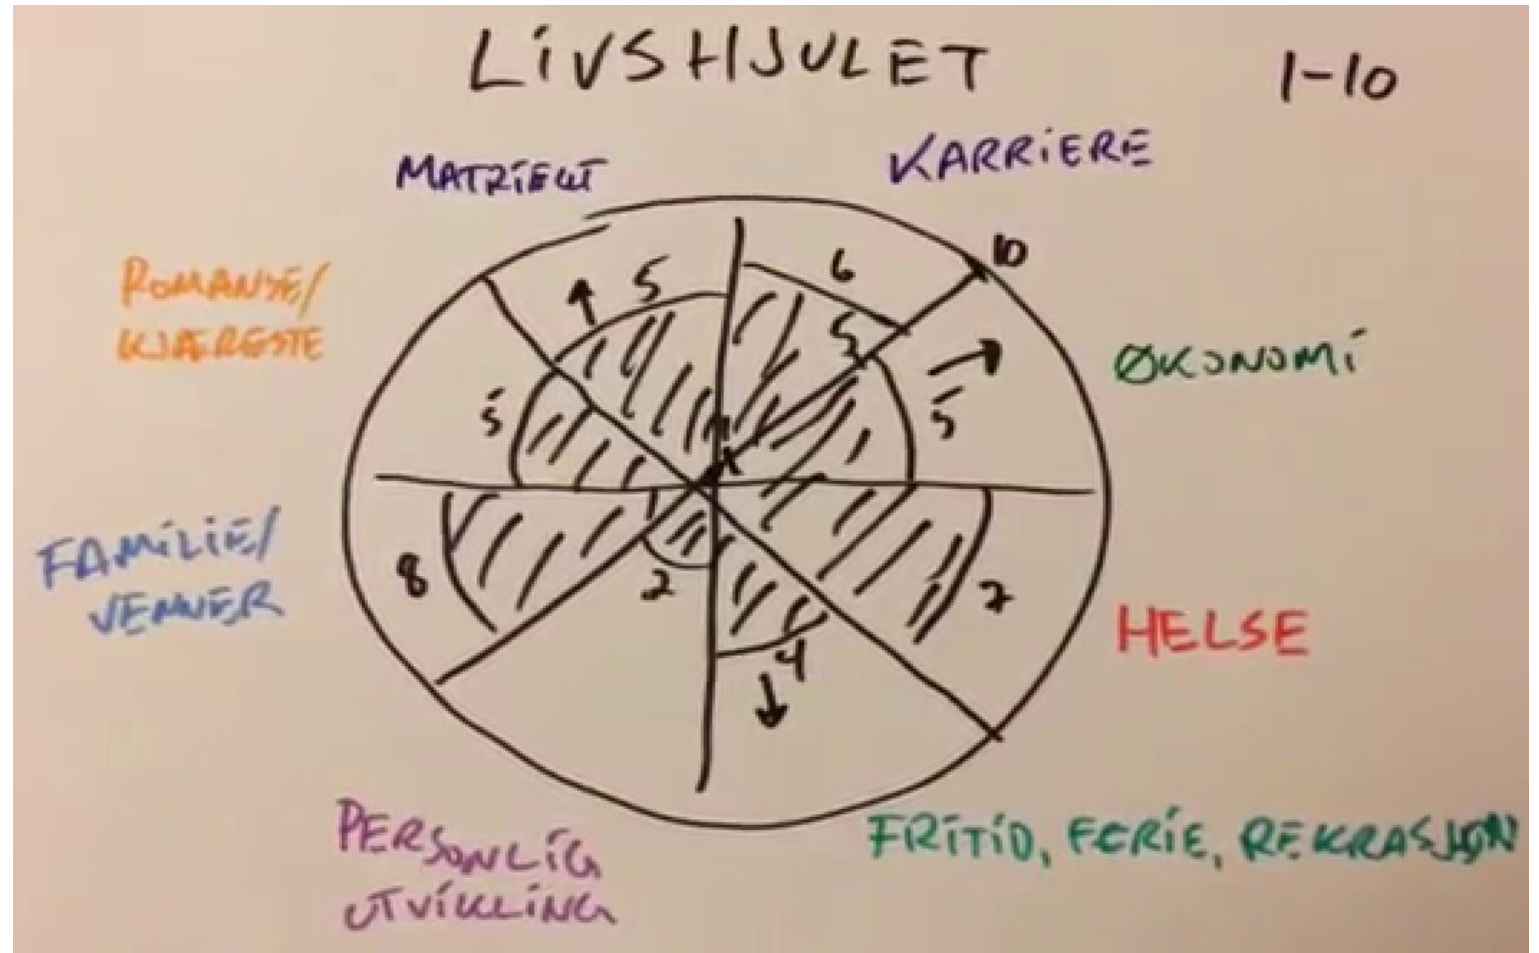 LIVSHJULET
1-10
MATRIELT
KARRIERE
ROMANSE/
KJÆRESTE
10
6
5
5
ØKONOMI
5
5
1
FAMILIE/
VENNER
8
2
4
7
HELSE
PERSONLIG
UTVIKLING
FRITID, FERIE, REKRASJON